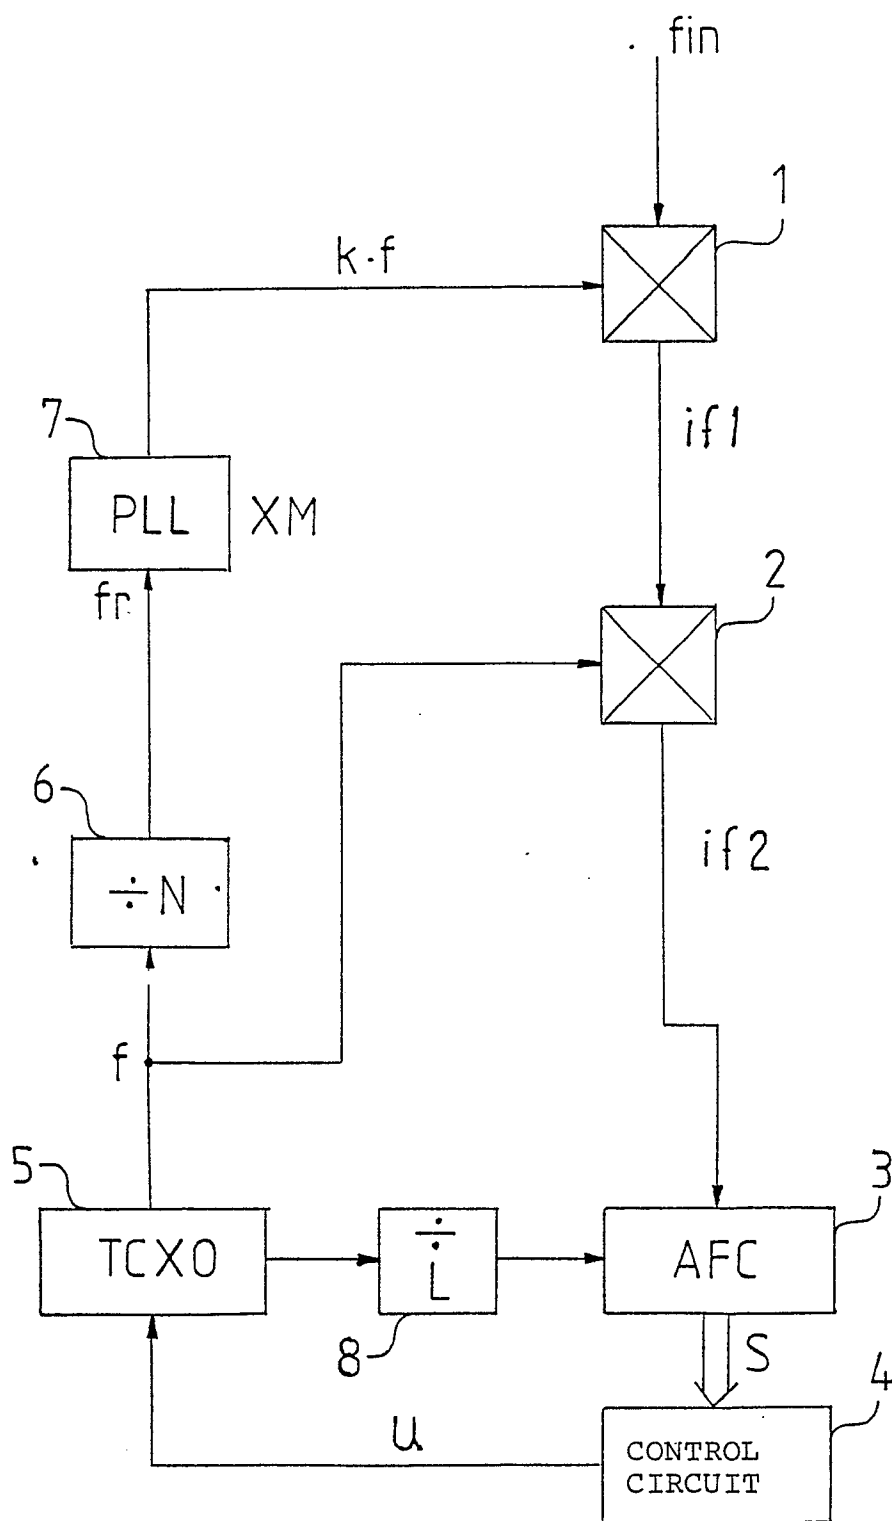 fin
1
k·f
if1
7
PLL
XM
2
fr
6
÷N
if2
f
5
3
TCXO
÷
L
AFC
8
S
4
u
CONTROL
CIRCUIT